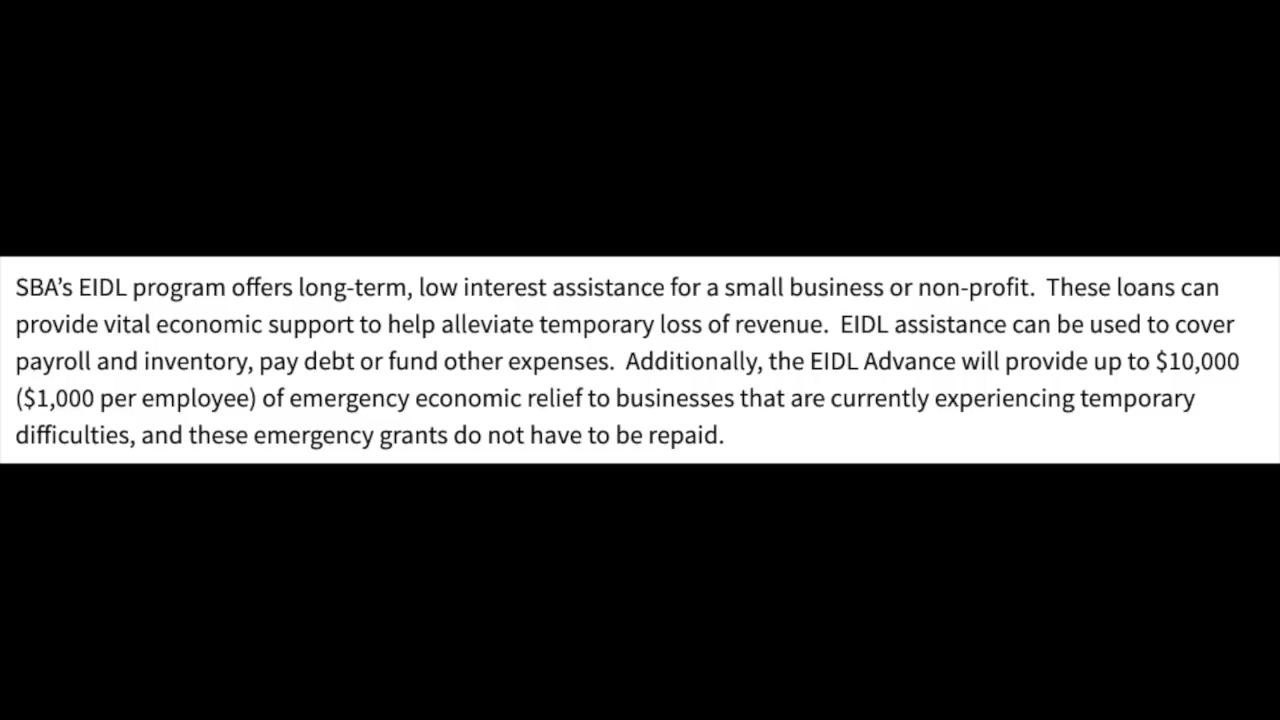 SBA’s EIDL program offers long-term, low interest assistance for a small business or non-profit.  These loans can
provide vital economic support to help alleviate temporary loss of revenue.  EIDL assistance can be used to cover
payroll and inventory, pay debt or fund other expenses.  Additionally, the EIDL Advance will provide up to $10,000
($1,000 per employee) of emergency economic relief to businesses that are currently experiencing temporary
difficulties, and these emergency grants do not have to be repaid.